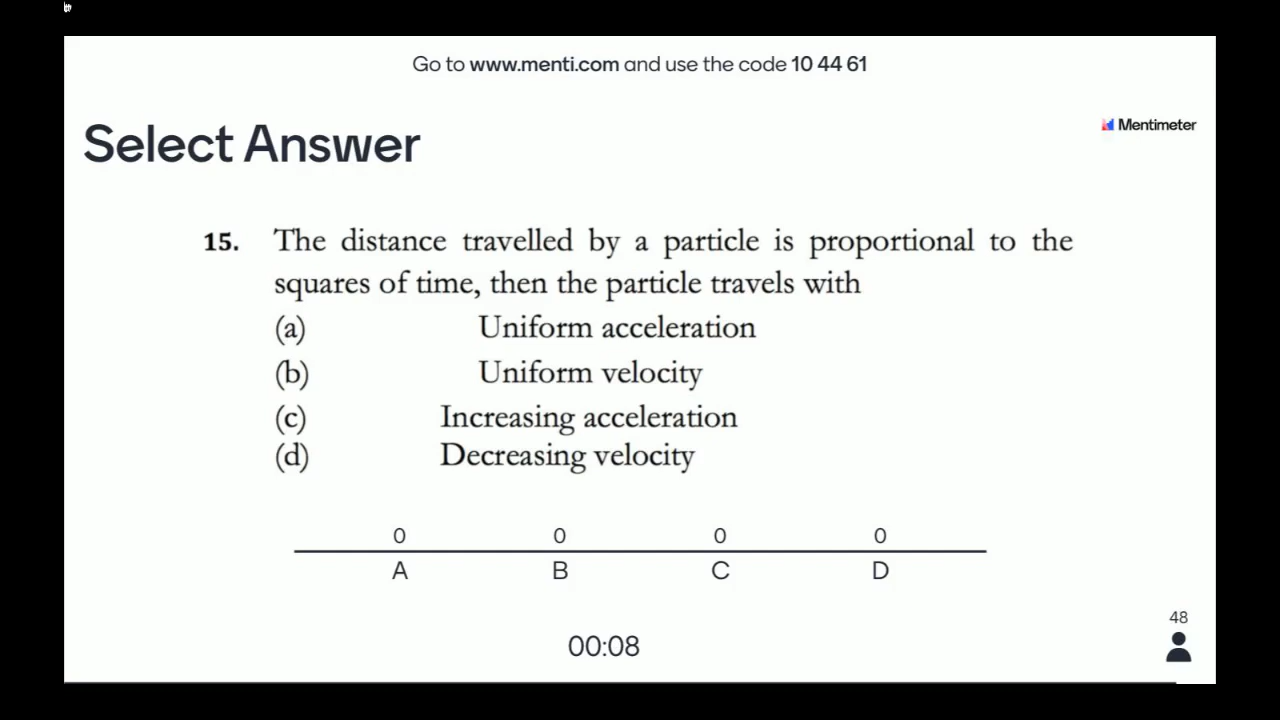 Go to www.menti.com and use the code 10 44 61
Mentimeter
Select Answer
15. The distance travelled by a particle is proportional to the
squares of time, then the particle travels with
(a) Uniform acceleration
(b) Uniform velocity
(c) Increasing acceleration
(d) Decreasing velocity
0 0 0 0
A B C D
48
00:08